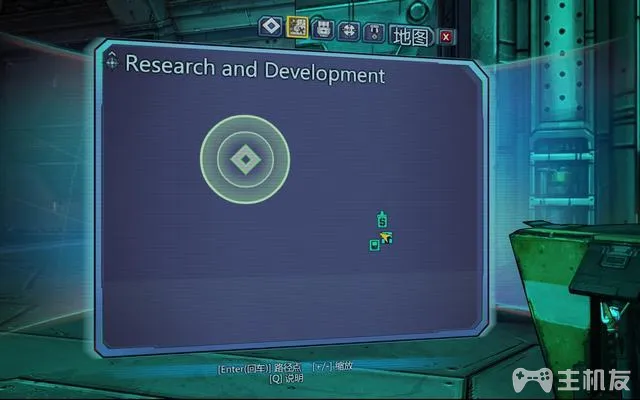 地图
Research and Development
S
[Enter(回车)] 路径点 [+/-] 缩放
[Q] 说明
主机友